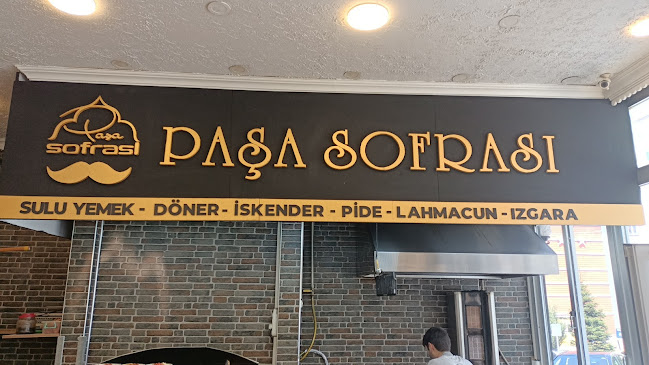 Paşa
sofrası
PAŞA SOFRASI
SULU YEMEK - DÖNER - İSKENDER - PİDE - LAHMACUN - IZGARA